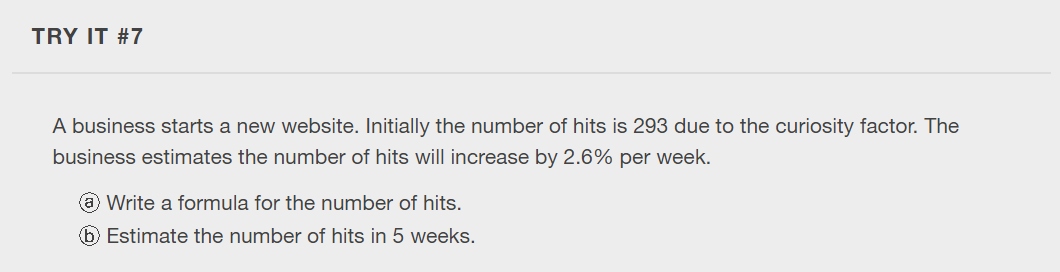 TRY IT #7
A business starts a new website. Initially the number of hits is 293 due to the curiosity factor. The
business estimates the number of hits will increase by 2.6% per week.
ⓐ Write a formula for the number of hits.
ⓑ Estimate the number of hits in 5 weeks.